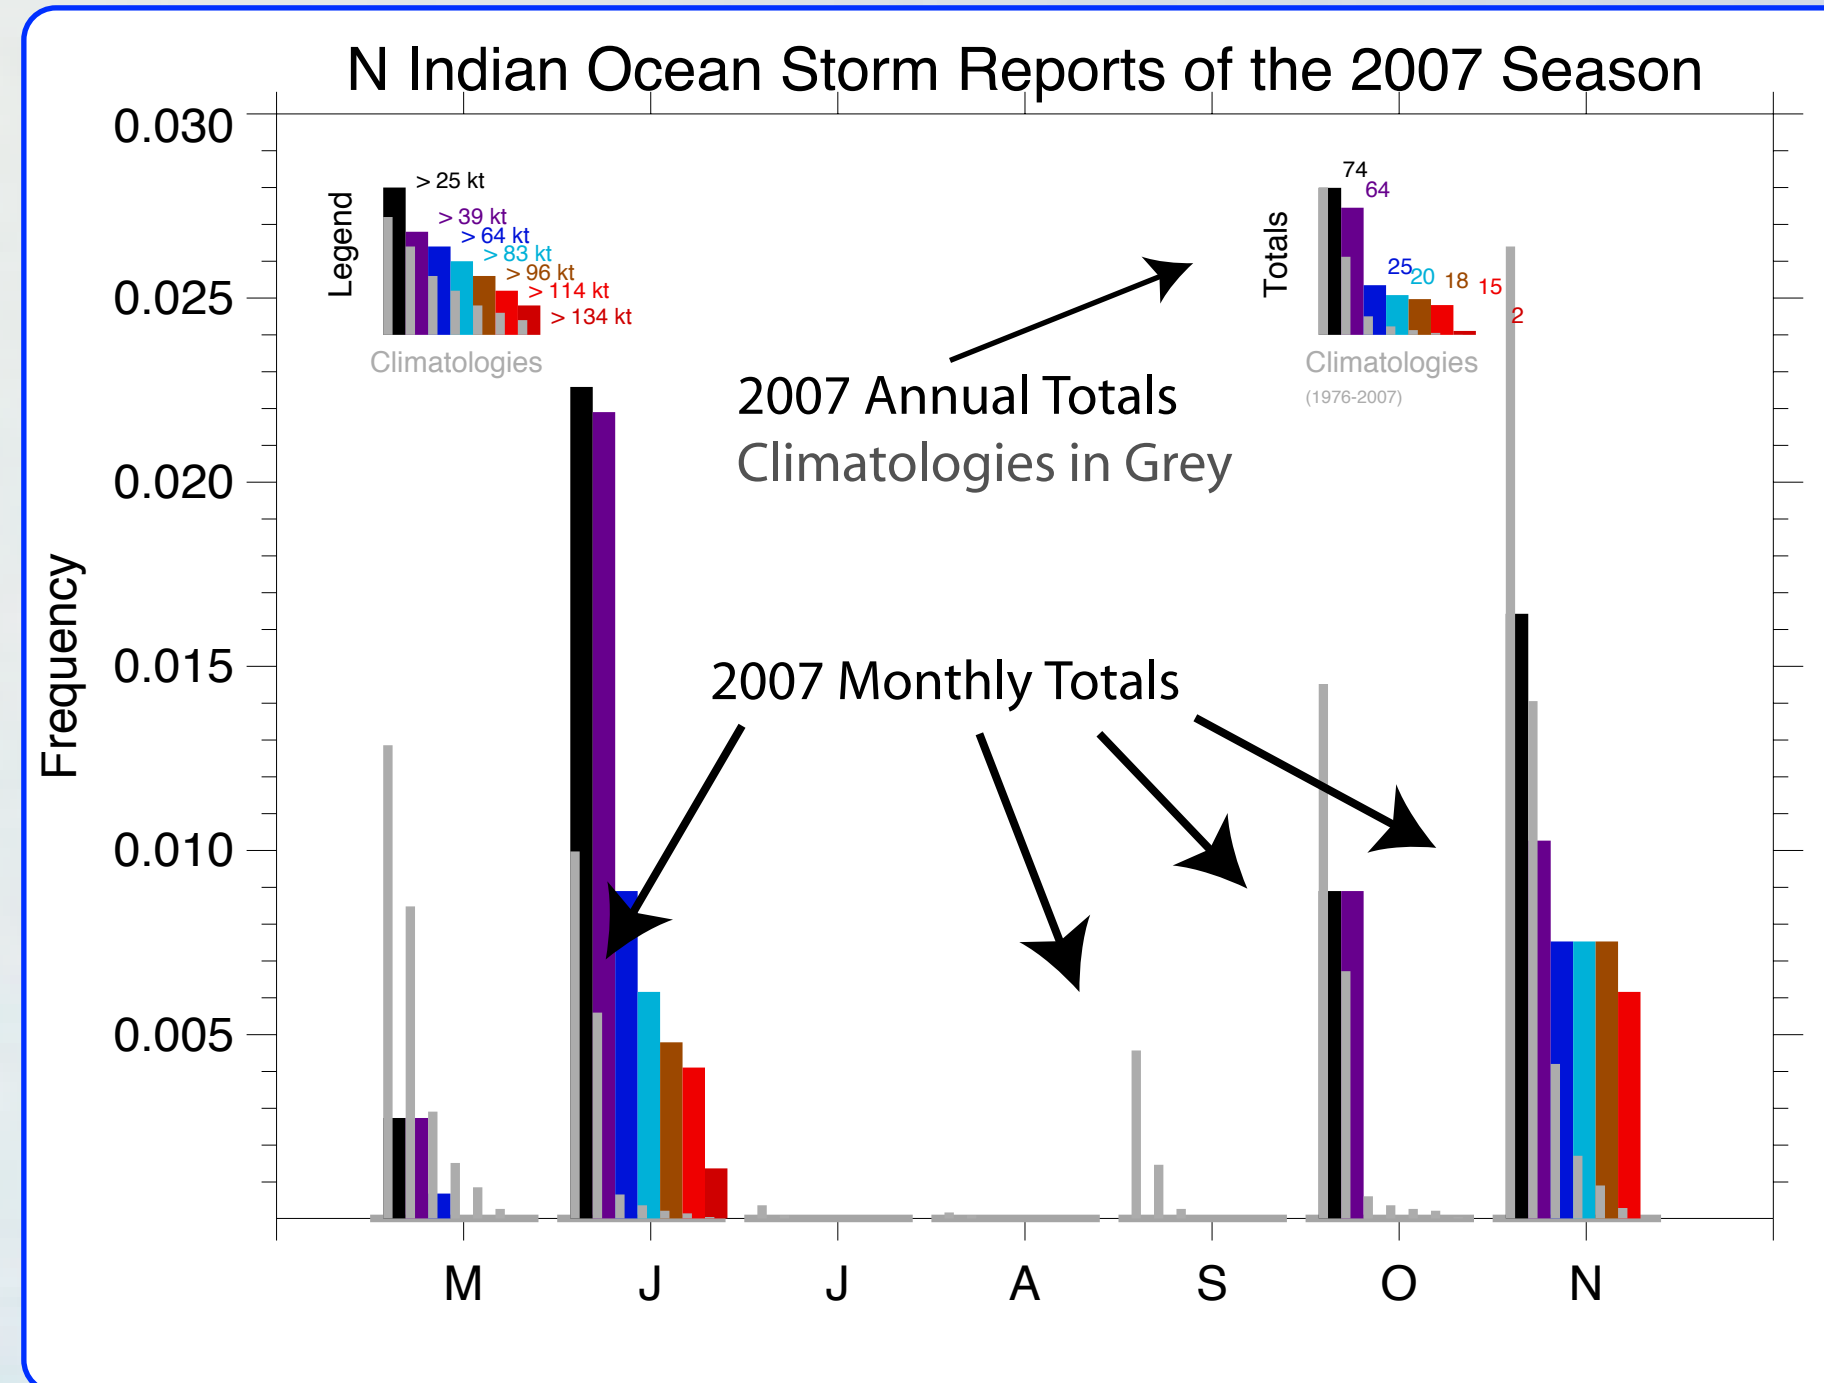 N Indian Ocean Storm Reports of the 2007 Season
0.030
0.025
0.020
0.015
0.010
0.005
Frequency
Legend
> 25 kt
> 39 kt
> 64 kt
> 83 kt
> 96 kt
> 114 kt
> 134 kt
Climatologies
Totals
74
64
25
20
18
15
2
Climatologies
(1976-2007)
2007 Annual Totals
Climatologies in Grey
2007 Monthly Totals
M J J A S O N